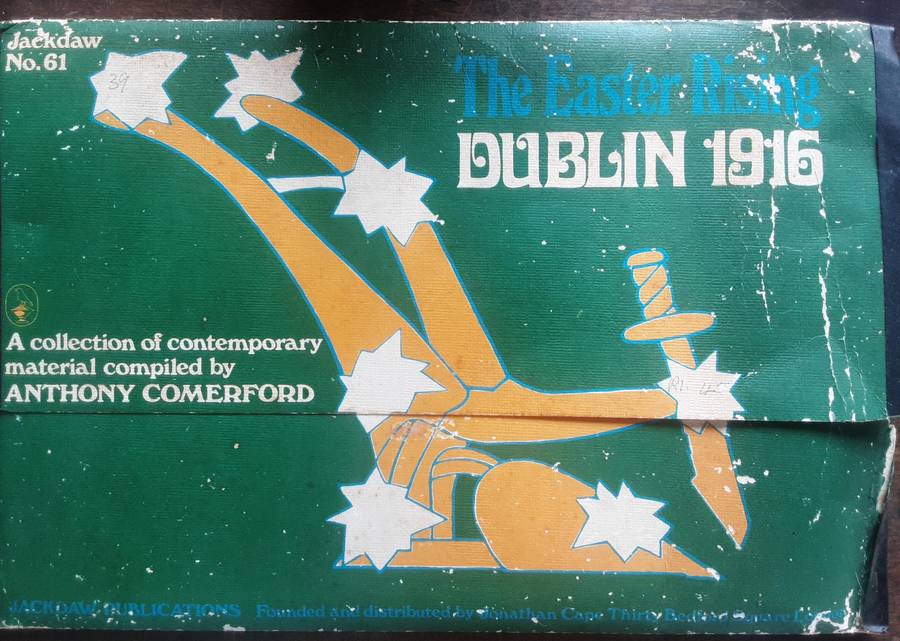 Jackdaw
No. 61
39
The Easter Rising
DUBLIN 1916
A collection of contemporary
material compiled by
ANTHONY COMERFORD
JACKDAW PUBLICATIONS Founded and distributed by Jonathan Cape Thirty Bedford Square